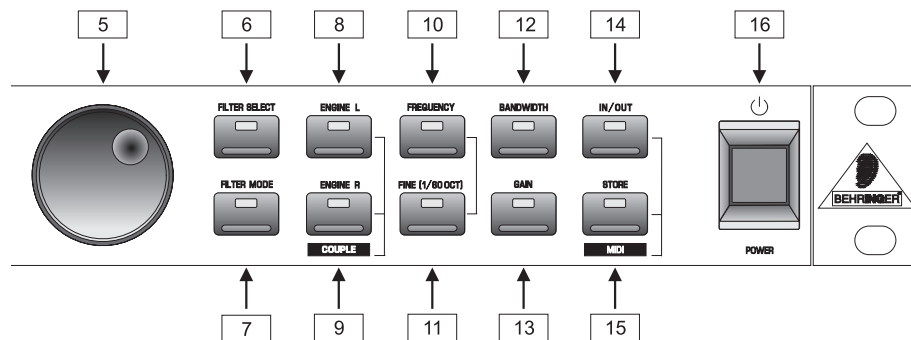 5 6 8 10 12 14 16
FILTER SELECT ENGINE L FREQUENCY BANDWIDTH IN/OUT
FILTER MODE ENGINE R FINE (1/60 OCT) GAIN STORE
BEHRINGER
COUPLE MIDI POWER
7 9 11 13 15